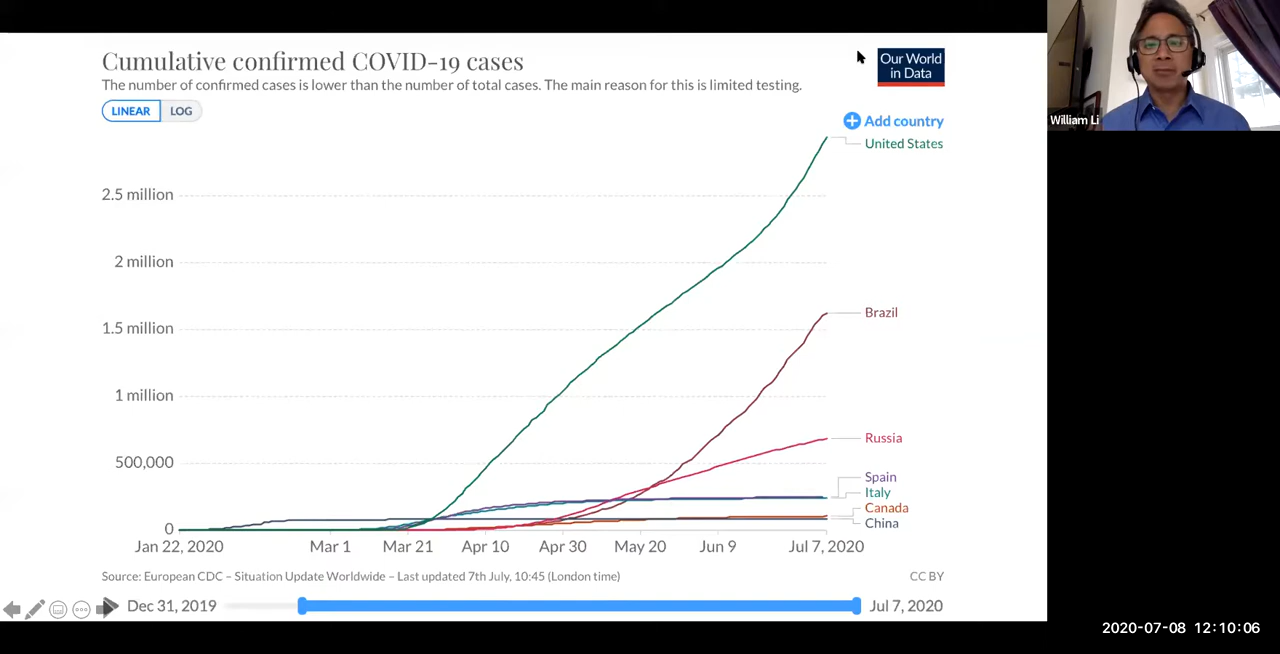 Cumulative confirmed COVID-19 cases
The number of confirmed cases is lower than the number of total cases. The main reason for this is limited testing.
LINEAR
LOG
Our World
in Data
Add country
United States
William Li
2.5 million
2 million
1.5 million
1 million
500,000
0
Brazil
Russia
Spain
Italy
Canada
China
Jan 22, 2020
Mar 1
Mar 21
Apr 10
Apr 30
May 20
Jun 9
Jul 7, 2020
Source: European CDC – Situation Update Worldwide – Last updated 7th July, 10:45 (London time)
CC BY
Dec 31, 2019
Jul 7, 2020
2020-07-08 12:10:06